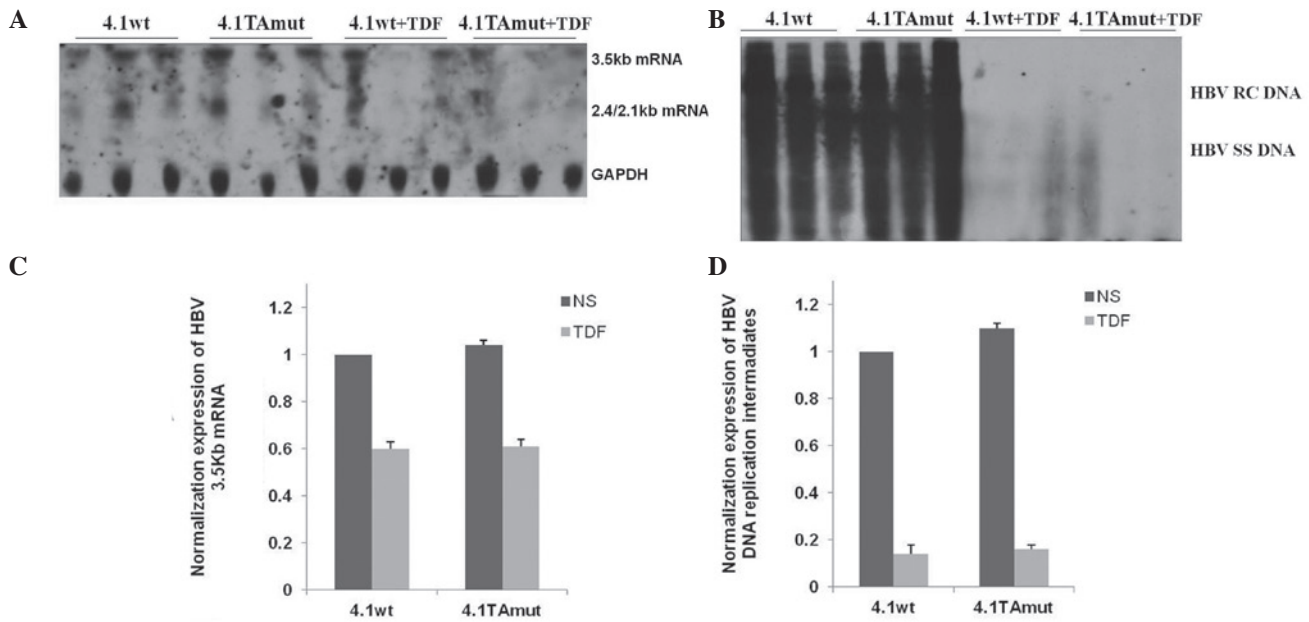 A
4.1wt 4.1TAmut 4.1wt+TDF 4.1TAmut+TDF
3.5kb mRNA
2.4/2.1kb mRNA
GAPDH
B
4.1wt 4.1TAmut 4.1wt+TDF 4.1TAmut+TDF
HBV RC DNA
HBV SS DNA
C
Normalization expression of HBV
3.5Kb mRNA
1.2
1
0.8
0.6
0.4
0.2
0
NS
TDF
4.1wt 4.1TAmut
D
Normalization expression of HBV
DNA replication intermadiates
1.2
1
0.8
0.6
0.4
0.2
0
NS
TDF
4.1wt 4.1TAmut